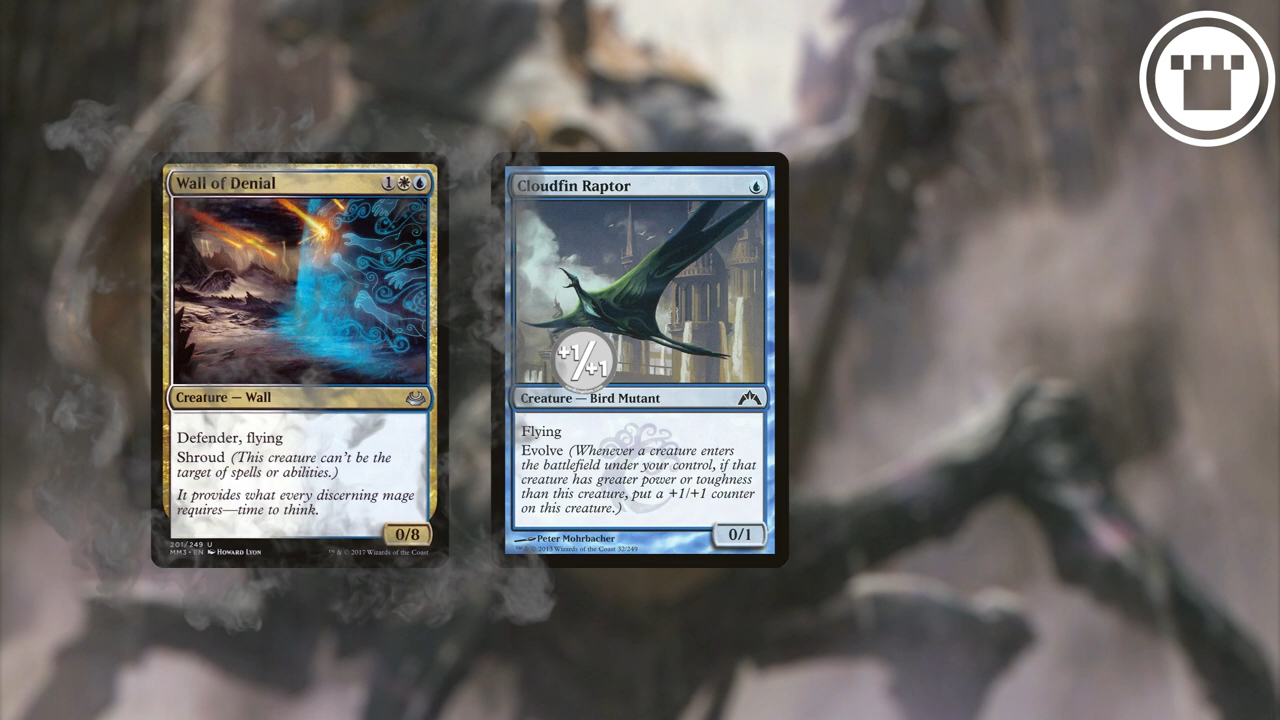 Wall of Denial 1
Creature — Wall
Defender, flying
Shroud (This creature can't be the
target of spells or abilities.)
It provides what every discerning mage
requires—time to think.
0/8
201/249 U
MM3 • EN Howard Lyon
™ & © 2017 Wizards of the Coast
Cloudfin Raptor
+1/+1
Creature — Bird Mutant
Flying
Evolve (Whenever a creature enters
the battlefield under your control, if that
creature has greater power or toughness
than this creature, put a +1/+1 counter
on this creature.)
0/1
Peter Mohrbacher
™ & © 2013 Wizards of the Coast 32/249